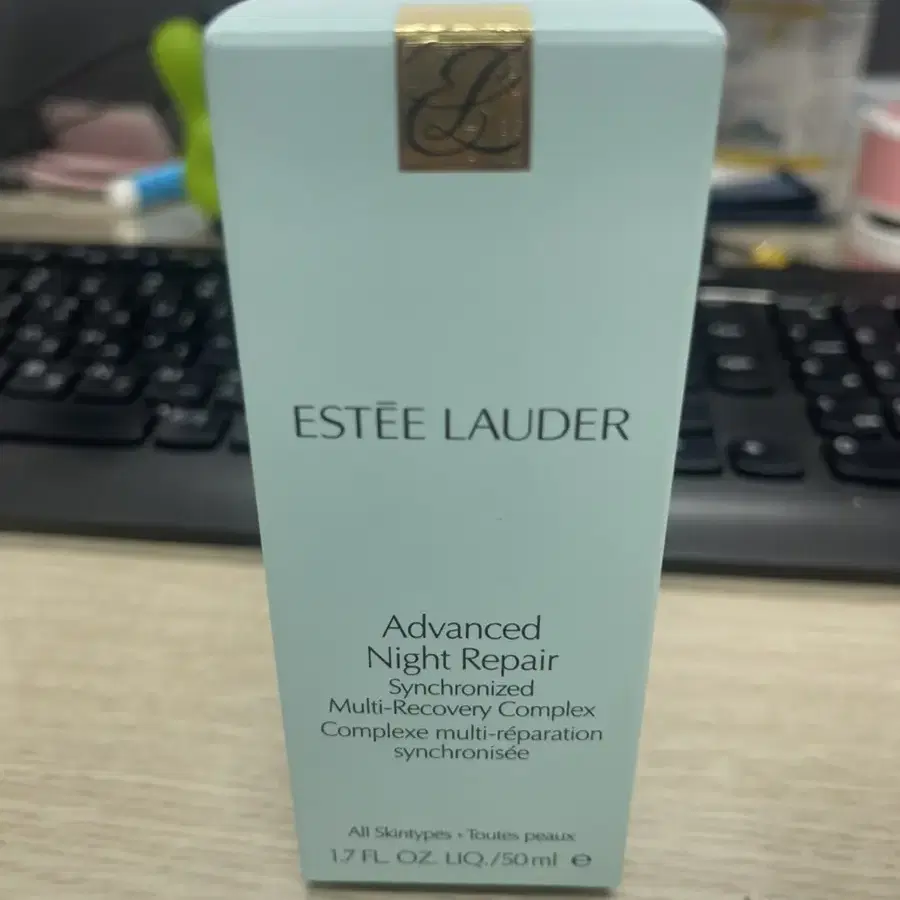 EL
ESTĒE LAUDER
Advanced
Night Repair
Synchronized
Multi-Recovery Complex
Complexe multi-réparation
synchronisée
All Skintypes • Toutes peaux
1.7 FL. OZ. LIQ./50 ml ℮